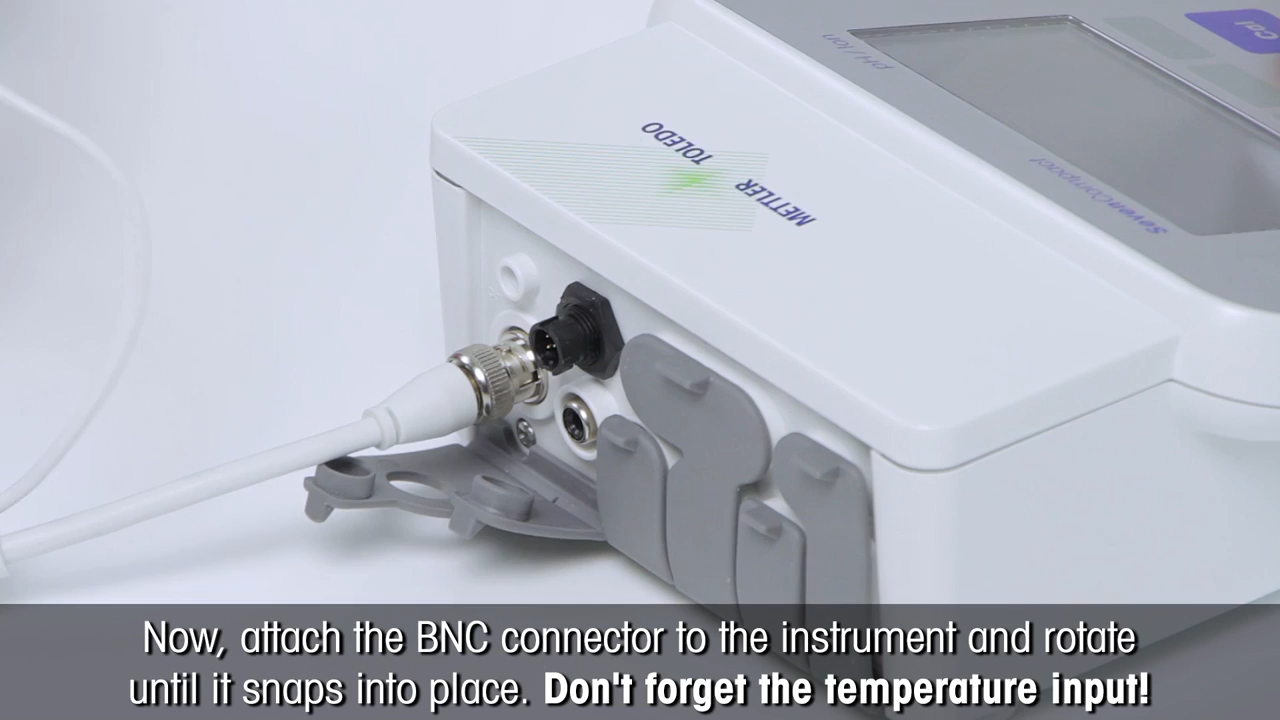 Cal
pH / Ion
SevenCompact
METTLER
TOLEDO
Now, attach the BNC connector to the instrument and rotate
until it snaps into place. Don't forget the temperature input!